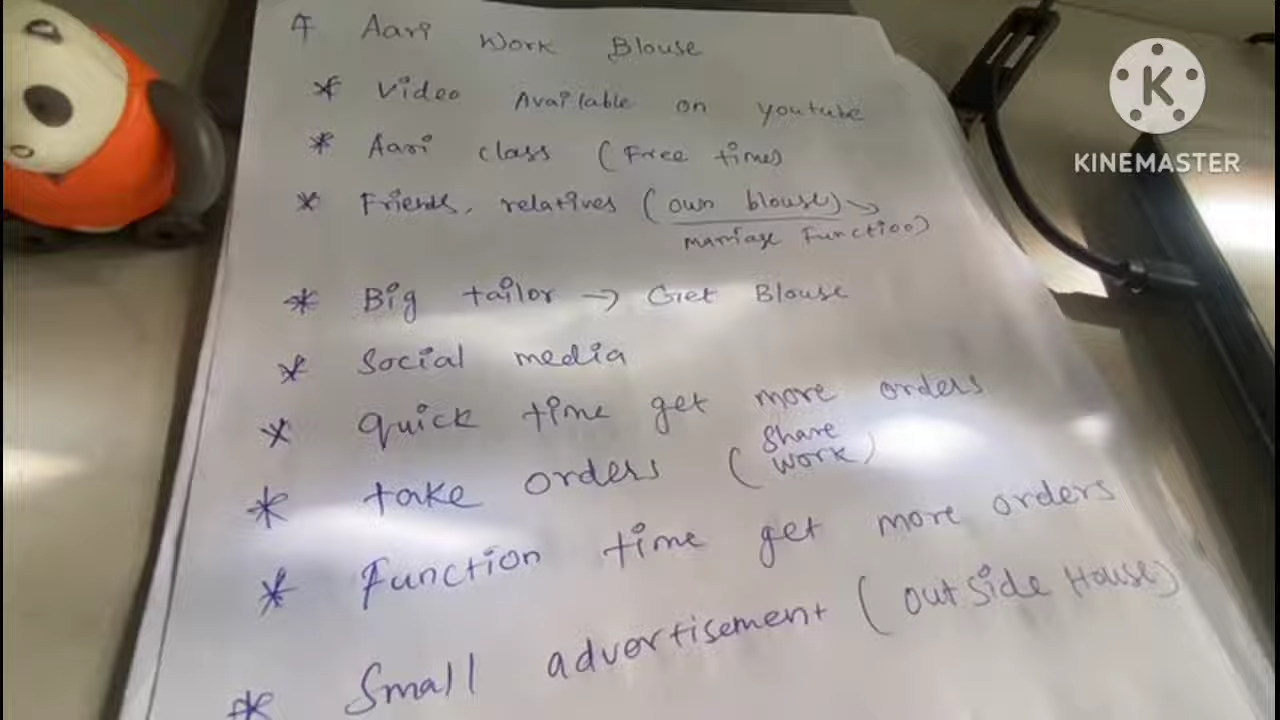 4 Aari Work Blouse
* Video Available on youtube
* Aari class (Free time)
* Friends, relatives (own blouse) →
marriage Function)
* Big tailor → Get Blouse
* Social media
* quick time get more orders
* take orders (share
work)
* Function time get more orders
* Small advertisement (outside House)
KINEMASTER